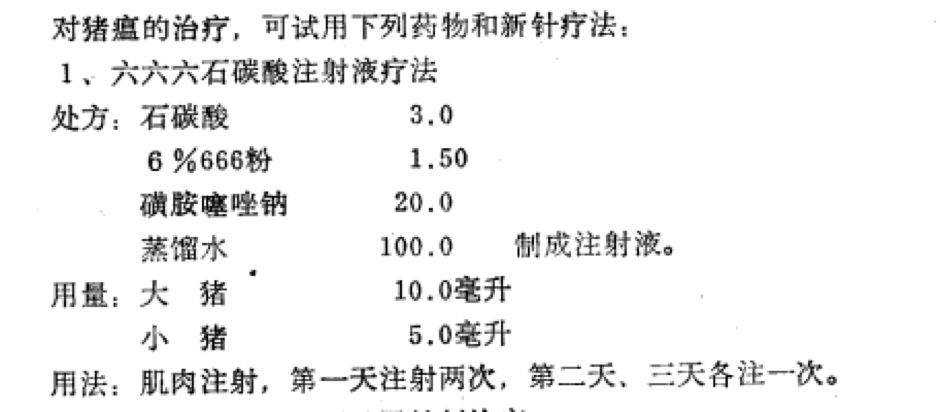 对猪瘟的治疗，可试用下列药物和新针疗法：
1、六六六石碳酸注射液疗法
处方：石碳酸 3.0
6％666粉 1.50
磺胺噻唑钠 20.0
蒸馏水 100.0 制成注射液。
用量：大 猪 10.0毫升
小 猪 5.0毫升
用法：肌肉注射，第一天注射两次，第二天、三天各注一次。